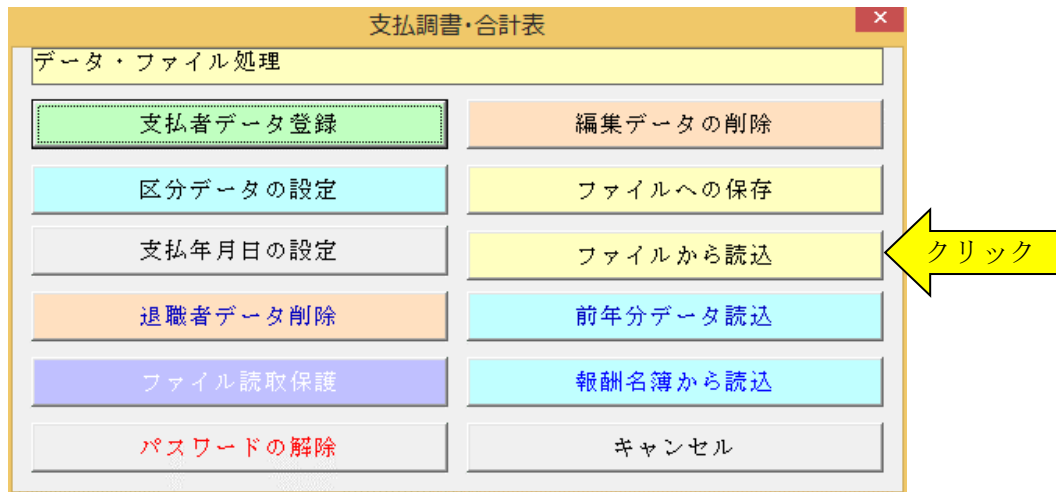 支払調書・合計表
データ・ファイル処理
支払者データ登録
編集データの削除
区分データの設定
ファイルへの保存
支払年月日の設定
ファイルから読込
クリック
退職者データ削除
前年分データ読込
ファイル読取保護
報酬名簿から読込
パスワードの解除
キャンセル